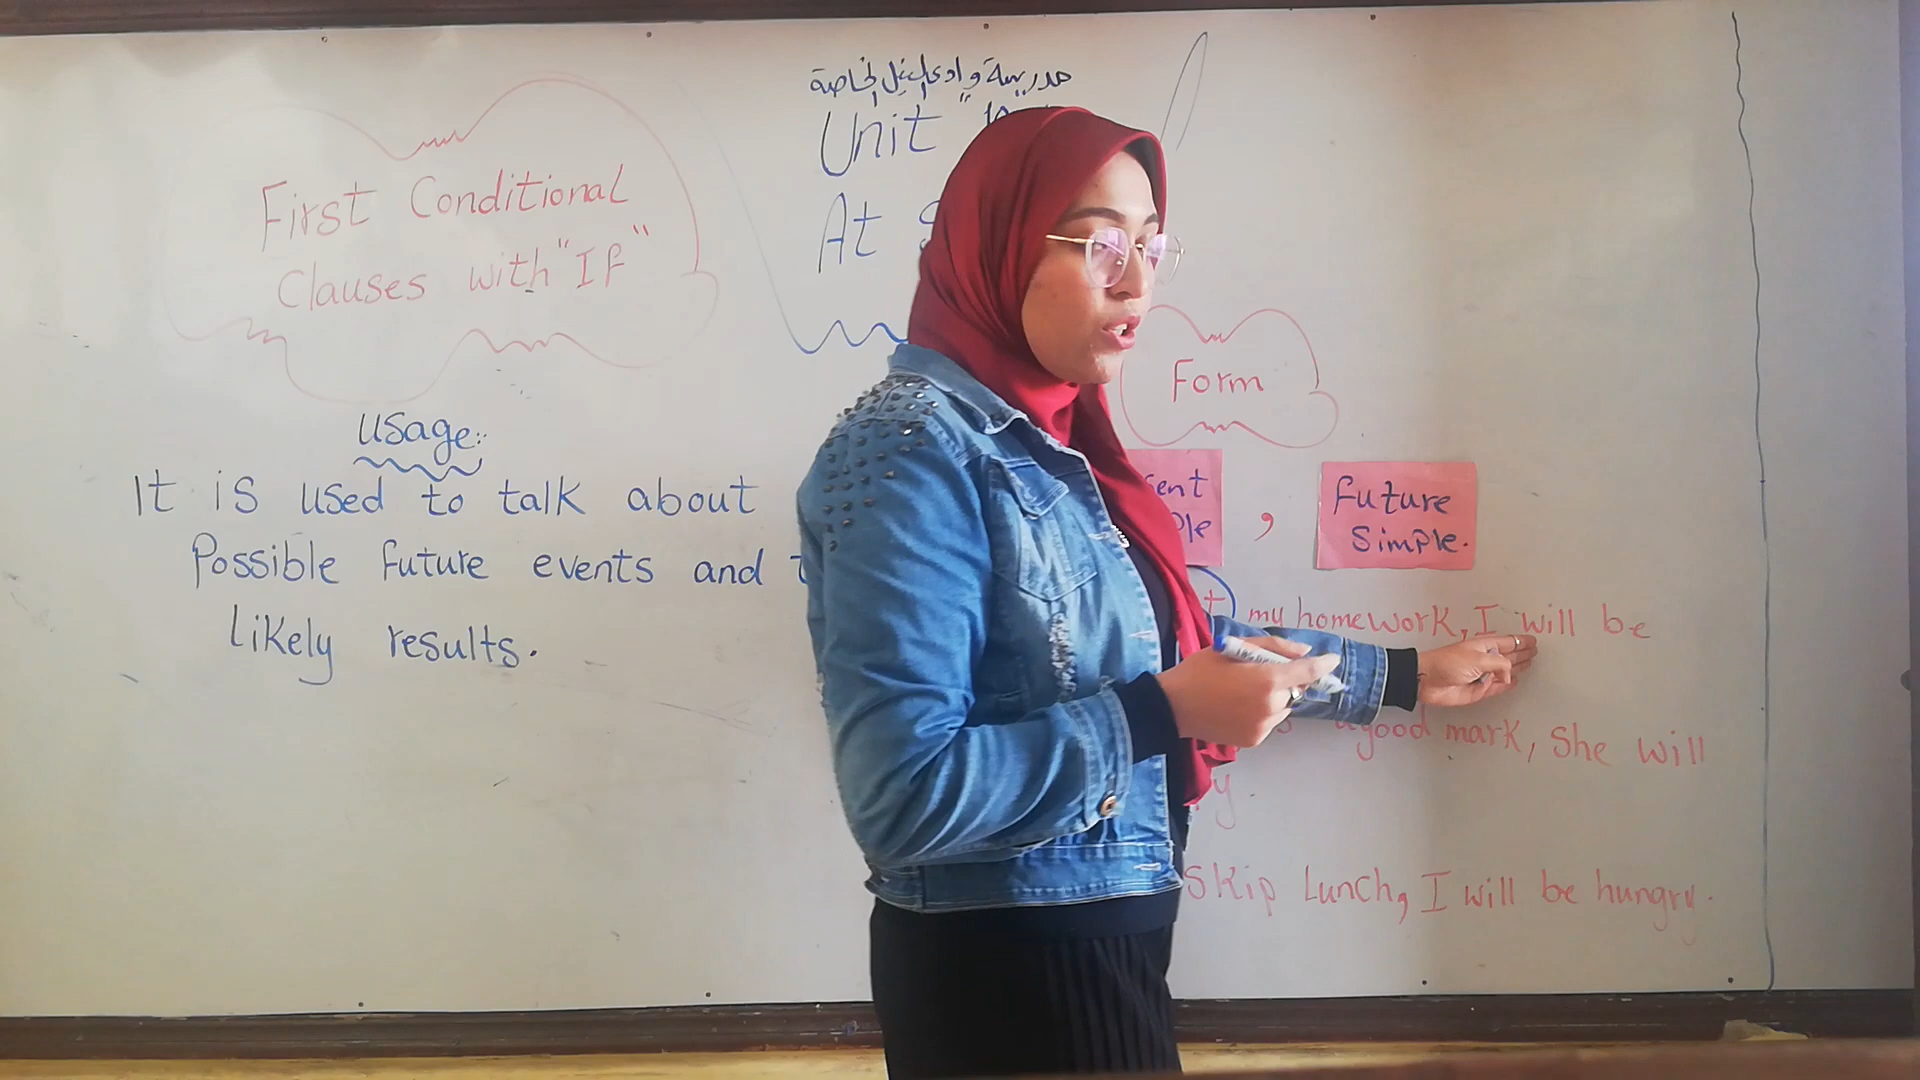 مدرسة وادي النيل الخاصة
Unit
At
First Conditional
Clauses with "If"
Usage:
It is used to talk about
Possible future events and
likely results.
Form
,
Future
Simple.
my homework, I will be
a good mark, She will
Skip Lunch, I will be hungry.